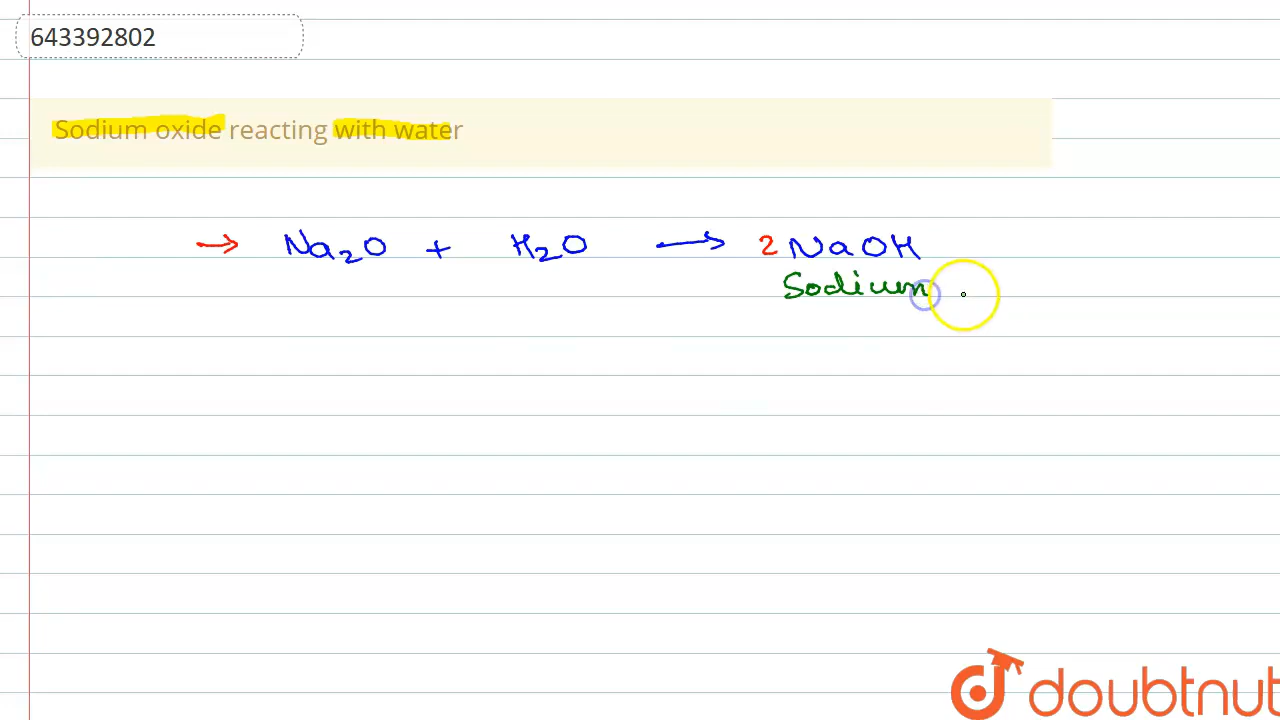 643392802
Sodium oxide reacting with water
→ Na₂O + H₂O → 2NaOH
Sodium
doubtnut